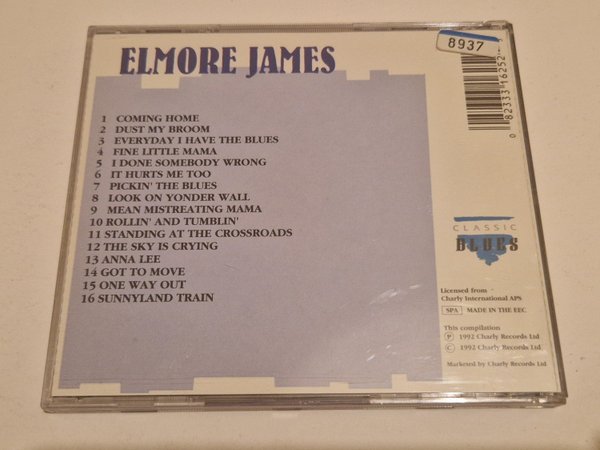 ELMORE JAMES
8937
1 COMING HOME
2 DUST MY BROOM
3 EVERYDAY I HAVE THE BLUES
4 FINE LITTLE MAMA
5 I DONE SOMEBODY WRONG
6 IT HURTS ME TOO
7 PICKIN' THE BLUES
8 LOOK ON YONDER WALL
9 MEAN MISTREATING MAMA
10 ROLLIN' AND TUMBLIN'
11 STANDING AT THE CROSSROADS
12 THE SKY IS CRYING
13 ANNA LEE
14 GOT TO MOVE
15 ONE WAY OUT
16 SUNNYLAND TRAIN
0 82333 16252
CLASSIC
BLUES
Licensed from
Charly International APS
SPA MADE IN THE EEC
This compilation
P 1992 Charly Records Ltd
C 1992 Charly Records Ltd
Marketed by Charly Records Ltd.